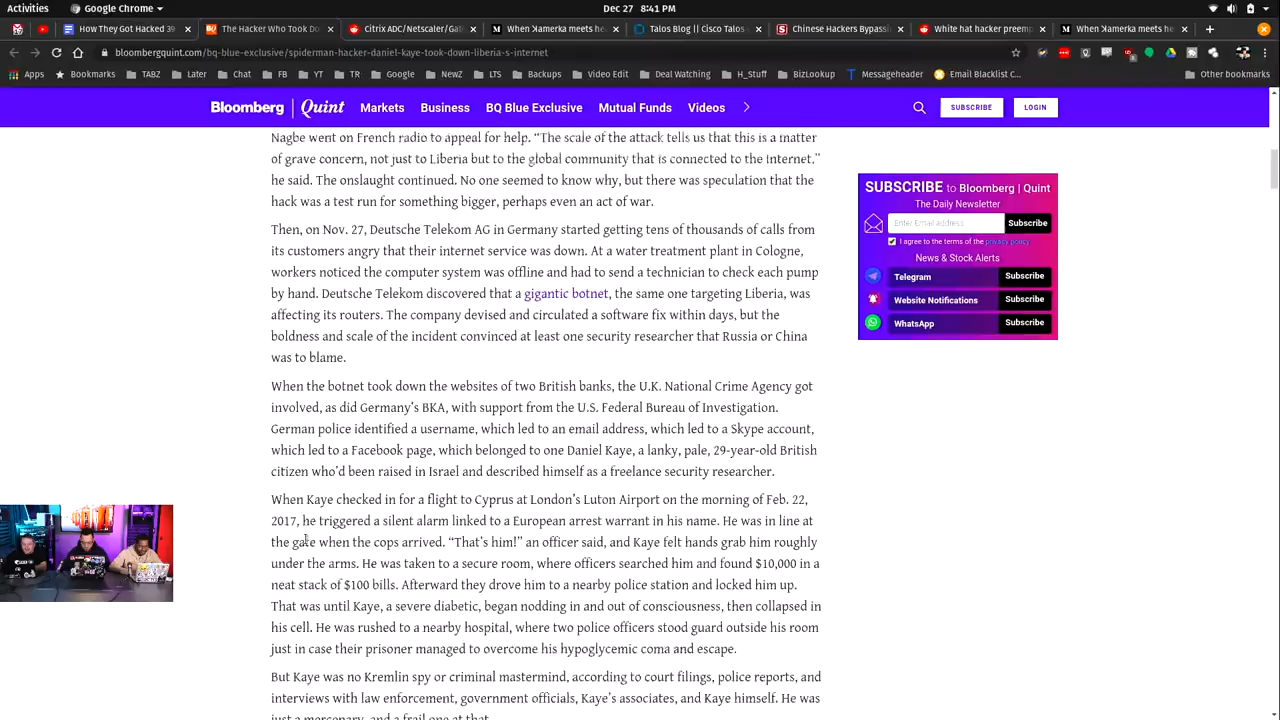 Activities
Google Chrome
Dec 27 8:41 PM
How They Got Hacked 39
The Hacker Who Took Do
Citrix ADC/Netscaler/Gat
When ꓘamerka meets he
Talos Blog || Cisco Talos
Chinese Hackers Bypassi
White hat hacker preemp
When ꓘamerka meets he
bloombergquint.com/bq-blue-exclusive/spiderman-hacker-daniel-kaye-took-down-liberia-s-internet
Apps
Bookmarks
TABZ
Later
Chat
FB
YT
TR
Google
NewZ
LTS
Backups
Video Edit
Deal Watching
H_Stuff
BizLookup
Messageheader
Email Blacklist C...
Other bookmarks
Bloomberg | Quint
Markets
Business
BQ Blue Exclusive
Mutual Funds
Videos
SUBSCRIBE
LOGIN
Nagbe went on French radio to appeal for help. “The scale of the attack tells us that this is a matter
of grave concern, not just to Liberia but to the global community that is connected to the internet,”
he said. The onslaught continued. No one seemed to know why, but there was speculation that the
hack was a test run for something bigger, perhaps even an act of war.
Then, on Nov. 27, Deutsche Telekom AG in Germany started getting tens of thousands of calls from
its customers angry that their internet service was down. At a water treatment plant in Cologne,
workers noticed the computer system was offline and had to send a technician to check each pump
by hand. Deutsche Telekom discovered that a gigantic botnet, the same one targeting Liberia, was
affecting its routers. The company devised and circulated a software fix within days, but the
boldness and scale of the incident convinced at least one security researcher that Russia or China
was to blame.
When the botnet took down the websites of two British banks, the U.K. National Crime Agency got
involved, as did Germany’s BKA, with support from the U.S. Federal Bureau of Investigation.
German police identified a username, which led to an email address, which led to a Skype account,
which led to a Facebook page, which belonged to one Daniel Kaye, a lanky, pale, 29-year-old British
citizen who’d been raised in Israel and described himself as a freelance security researcher.
When Kaye checked in for a flight to Cyprus at London’s Luton Airport on the morning of Feb. 22,
2017, he triggered a silent alarm linked to a European arrest warrant in his name. He was in line at
the gate when the cops arrived. “That’s him!” an officer said, and Kaye felt hands grab him roughly
under the arms. He was taken to a secure room, where officers searched him and found $10,000 in a
neat stack of $100 bills. Afterward they drove him to a nearby police station and locked him up.
That was until Kaye, a severe diabetic, began nodding in and out of consciousness, then collapsed in
his cell. He was rushed to a nearby hospital, where two police officers stood guard outside his room
just in case their prisoner managed to overcome his hypoglycemic coma and escape.
But Kaye was no Kremlin spy or criminal mastermind, according to court filings, police reports, and
interviews with law enforcement, government officials, Kaye’s associates, and Kaye himself. He was
just a mercenary, and a frail one at that.
SUBSCRIBE to Bloomberg | Quint
The Daily Newsletter
Enter Email address
Subscribe
I agree to the terms of the privacy policy
News & Stock Alerts
Telegram
Subscribe
Website Notifications
Subscribe
WhatsApp
Subscribe